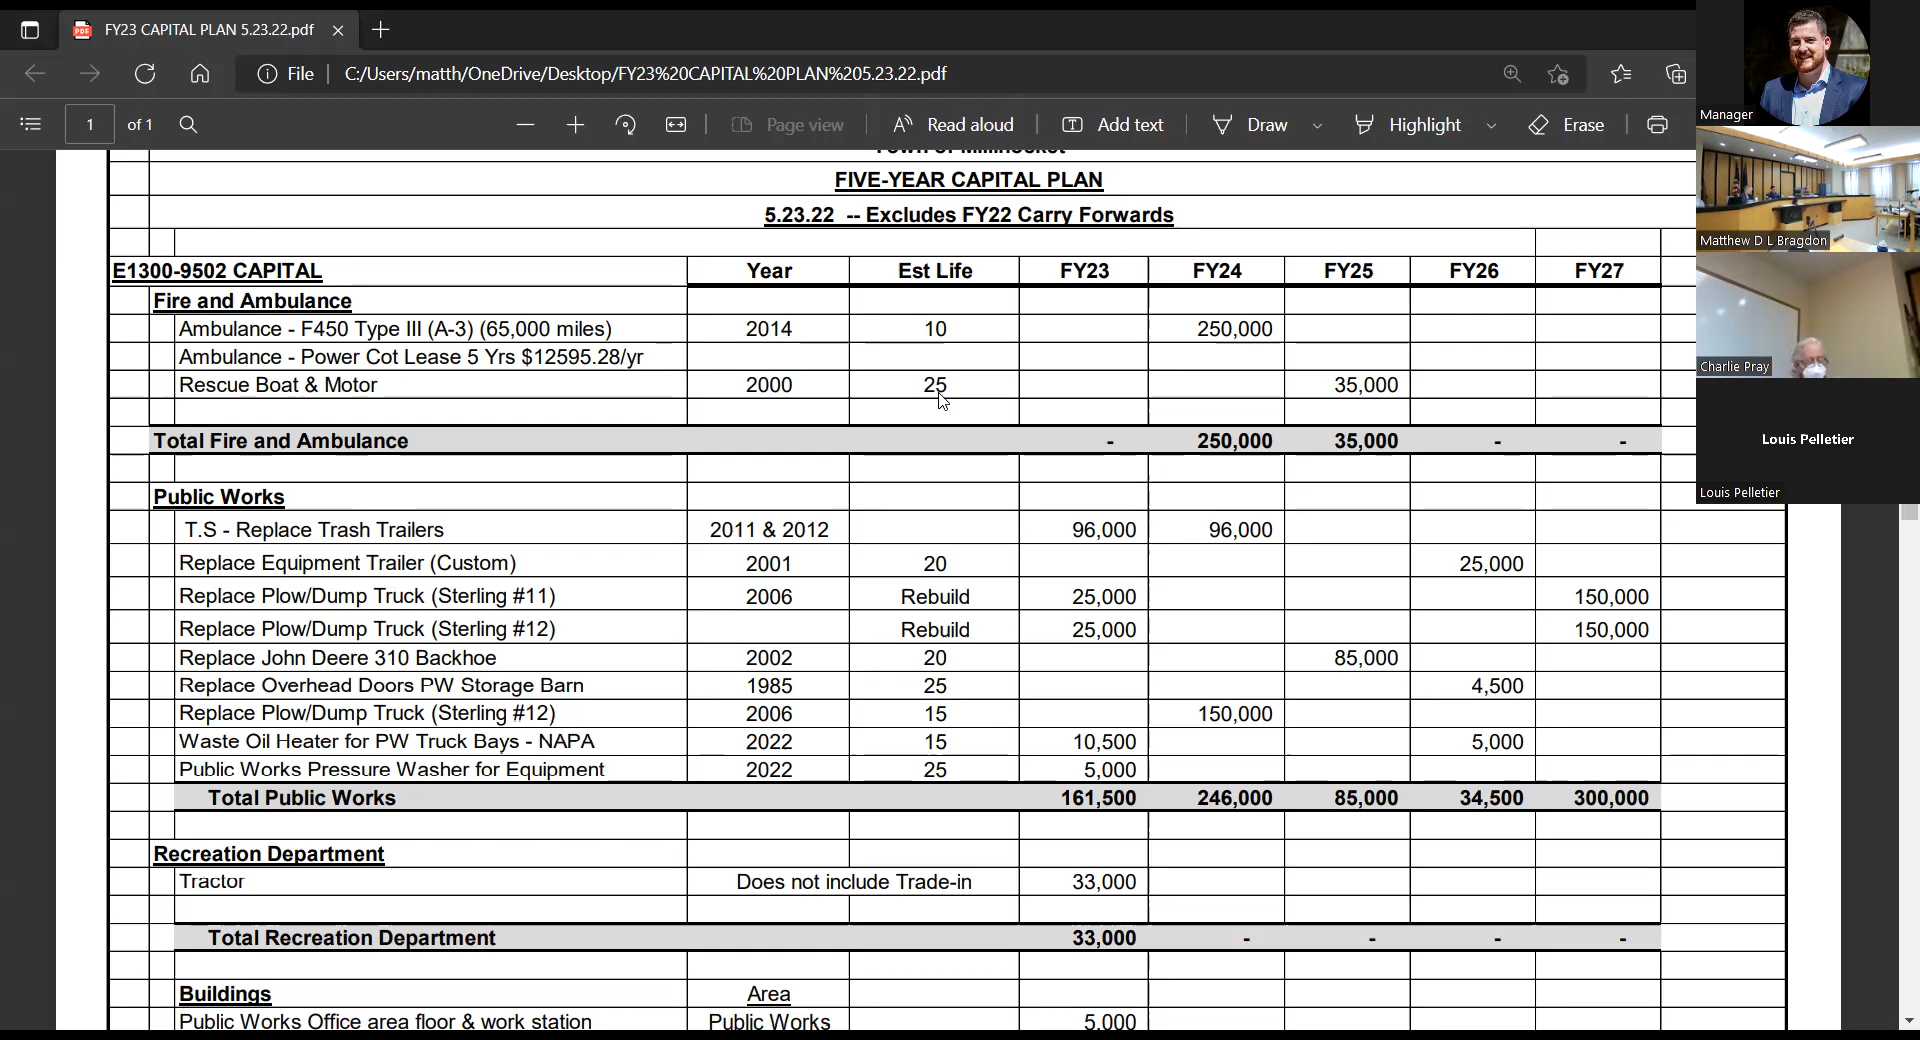 FY23 CAPITAL PLAN 5.23.22.pdf
File C:/Users/matth/OneDrive/Desktop/FY23%20CAPITAL%20PLAN%205.23.22.pdf
1 of 1 Page view Read aloud Add text Draw Highlight Erase
Manager
Matthew D L Bragdon
Charlie Pray
Louis Pelletier
Louis Pelletier
Town of Millinocket
FIVE-YEAR CAPITAL PLAN
5.23.22 -- Excludes FY22 Carry Forwards
E1300-9502 CAPITAL Year Est Life FY23 FY24 FY25 FY26 FY27
Fire and Ambulance
Ambulance - F450 Type III (A-3) (65,000 miles) 2014 10 250,000
Ambulance - Power Cot Lease 5 Yrs $12595.28/yr
Rescue Boat & Motor 2000 25 35,000
Total Fire and Ambulance - 250,000 35,000 - -
Public Works
T.S - Replace Trash Trailers 2011 & 2012 96,000 96,000
Replace Equipment Trailer (Custom) 2001 20 25,000
Replace Plow/Dump Truck (Sterling #11) 2006 Rebuild 25,000 150,000
Replace Plow/Dump Truck (Sterling #12) Rebuild 25,000 150,000
Replace John Deere 310 Backhoe 2002 20 85,000
Replace Overhead Doors PW Storage Barn 1985 25 4,500
Replace Plow/Dump Truck (Sterling #12) 2006 15 150,000
Waste Oil Heater for PW Truck Bays - NAPA 2022 15 10,500 5,000
Public Works Pressure Washer for Equipment 2022 25 5,000
Total Public Works 161,500 246,000 85,000 34,500 300,000
Recreation Department
Tractor Does not include Trade-in 33,000
Total Recreation Department 33,000 - - - -
Buildings Area
Public Works Office area floor & work station Public Works 5,000